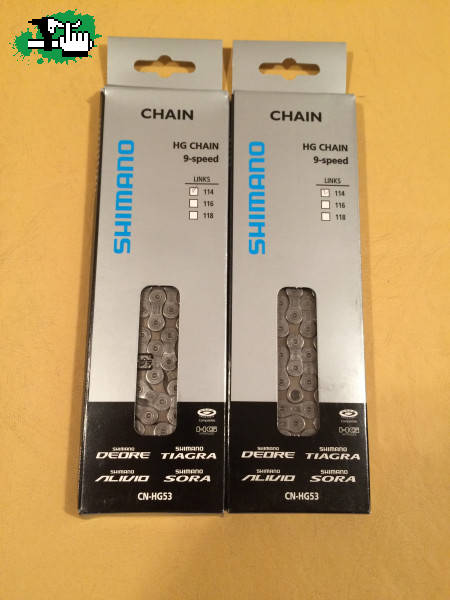 CHAIN
SHIMANO
HG CHAIN
9-speed
LINKS
114
116
118
HG
SHIMANO
DEORE
SHIMANO
TIAGRA
SHIMANO
ALIVIO
SHIMANO
SORA
CN-HG53
CHAIN
SHIMANO
HG CHAIN
9-speed
LINKS
114
116
118
HG
SHIMANO
DEORE
SHIMANO
TIAGRA
SHIMANO
ALIVIO
SHIMANO
SORA
CN-HG53